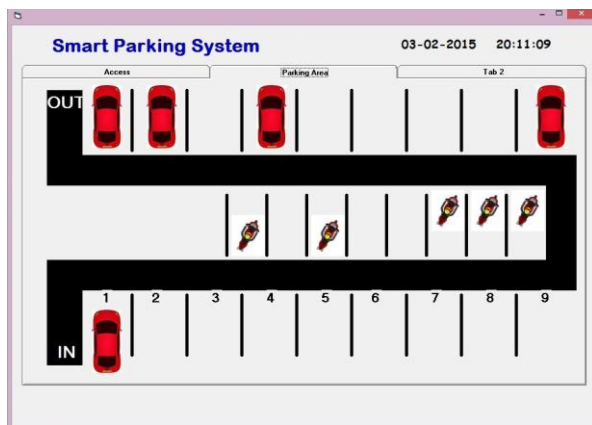 Smart Parking System 03-02-2015 20:11:09
Access Parking Area Tab 2
OUT
1 2 3 4 5 6 7 8 9
IN